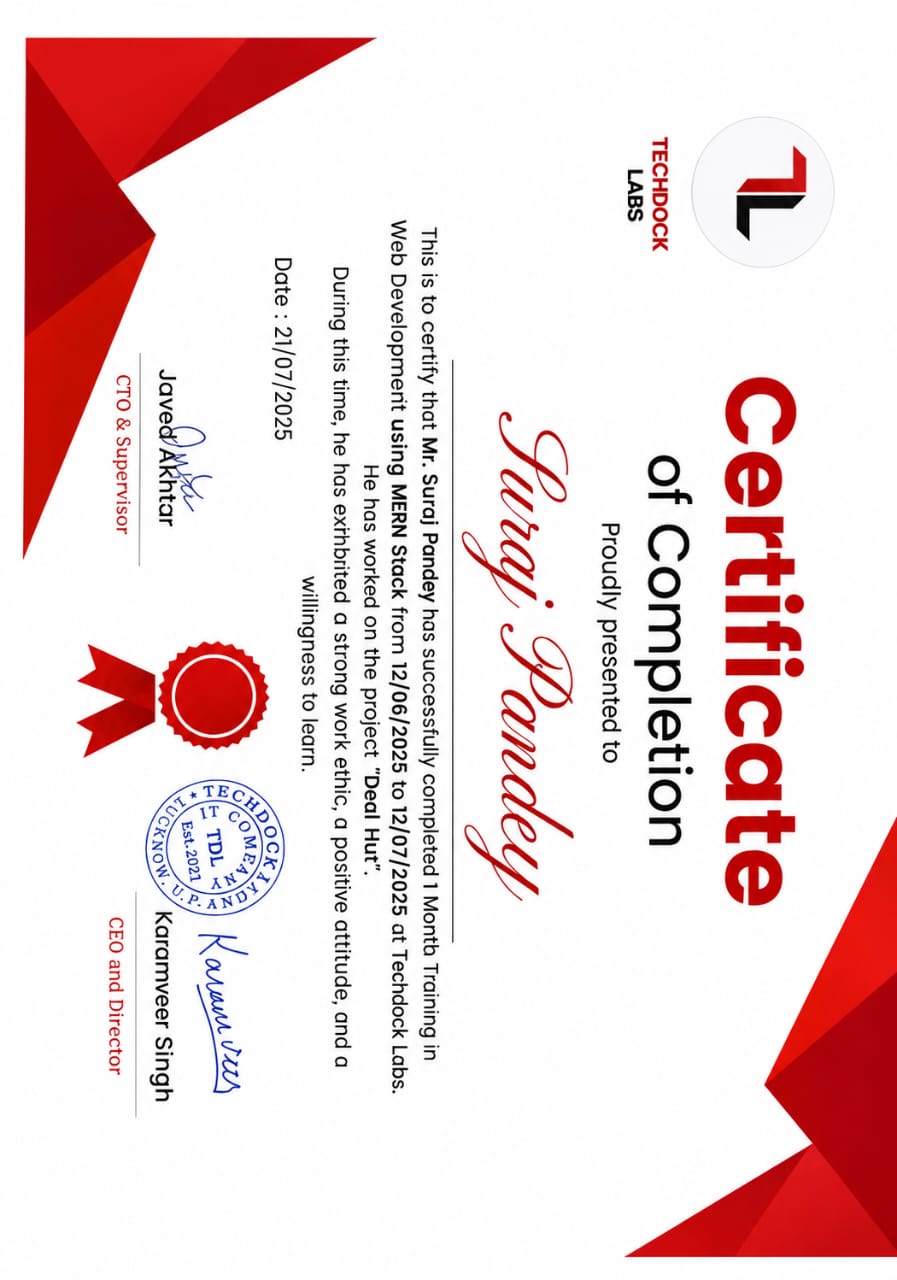 TECHDOCK
LABS
Certificate
of Completion
Proudly presented to
Suraj Pandey
This is to certify that Mr. Suraj Pandey has successfully completed 1 Month Training in
Web Development using MERN Stack from 12/06/2025 to 12/07/2025 at Techdock Labs.
He has worked on the project "Deal Hut".
During this time, he has exhbited a strong work ethic, a positive attitude, and a
willingness to learn.
Date : 21/07/2025
Javed Akhtar
CTO & Supervisor
TECHDOCK
LUCKNOW. U.P.
IT COMPANY
TDL
Est.2021
Karamveer
Karamveer Singh
CEO and Director